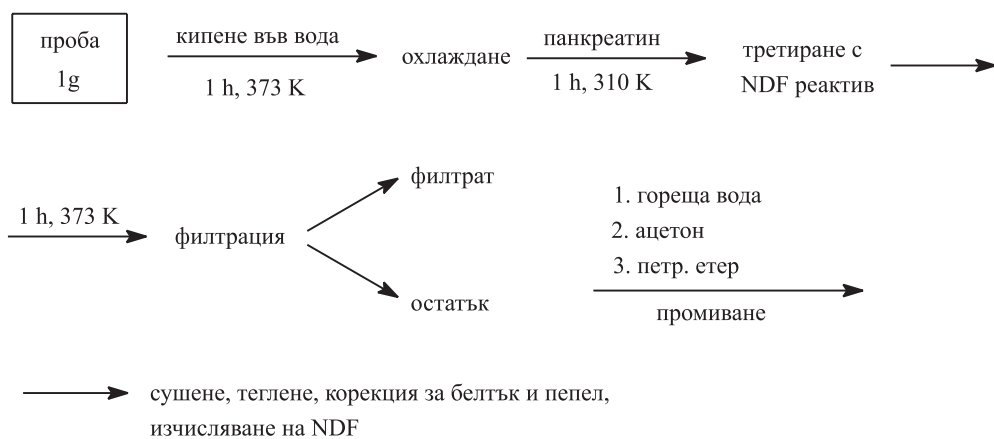 проба
1g
кипене във вода
1 h, 373 K
охлаждане
панкреатин
1 h, 310 K
третиране с
NDF реактив
1 h, 373 K
филтрация
филтрат
остатък
1. гореща вода
2. ацетон
3. петр. етер
промиване
сушене, теглене, корекция за белтък и пепел,
изчисляване на NDF